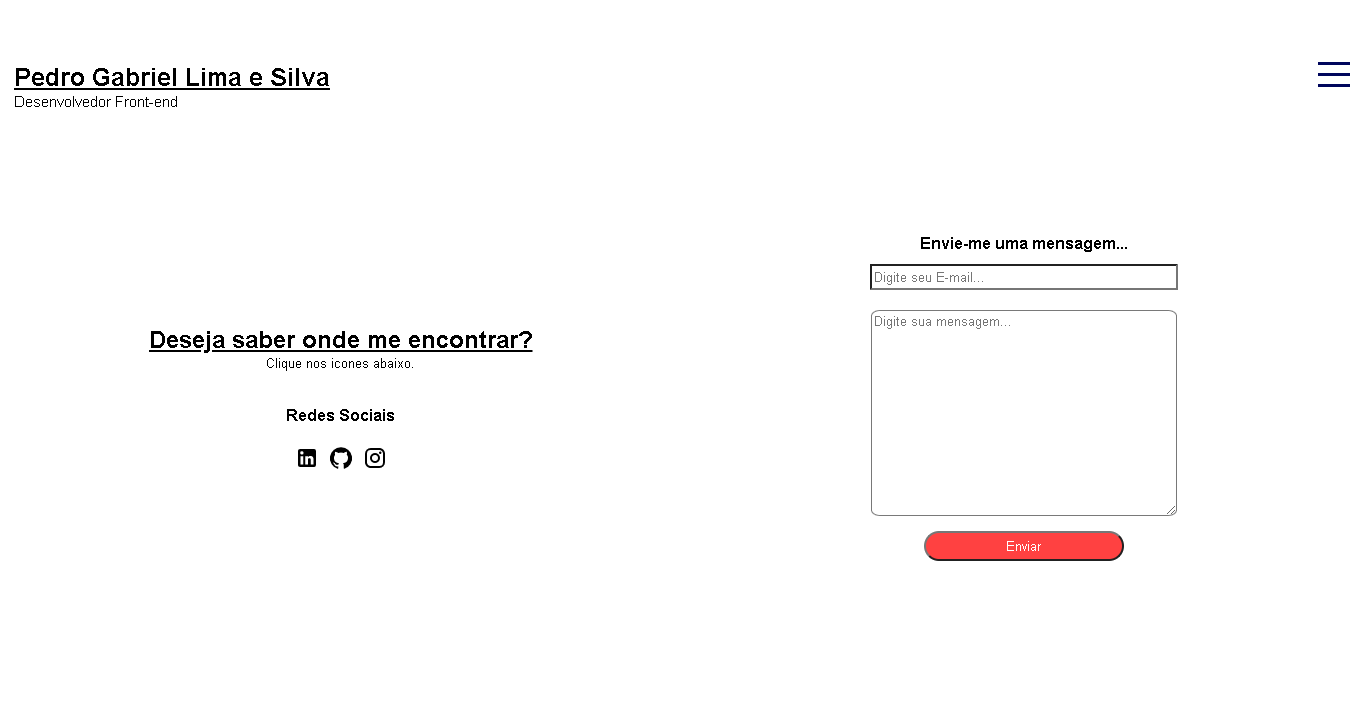 Pedro Gabriel Lima e Silva
Desenvolvedor Front-end
Deseja saber onde me encontrar?
Clique nos icones abaixo.
Redes Sociais
Envie-me uma mensagem...
Digite seu E-mail...
Digite sua mensagem...
Enviar